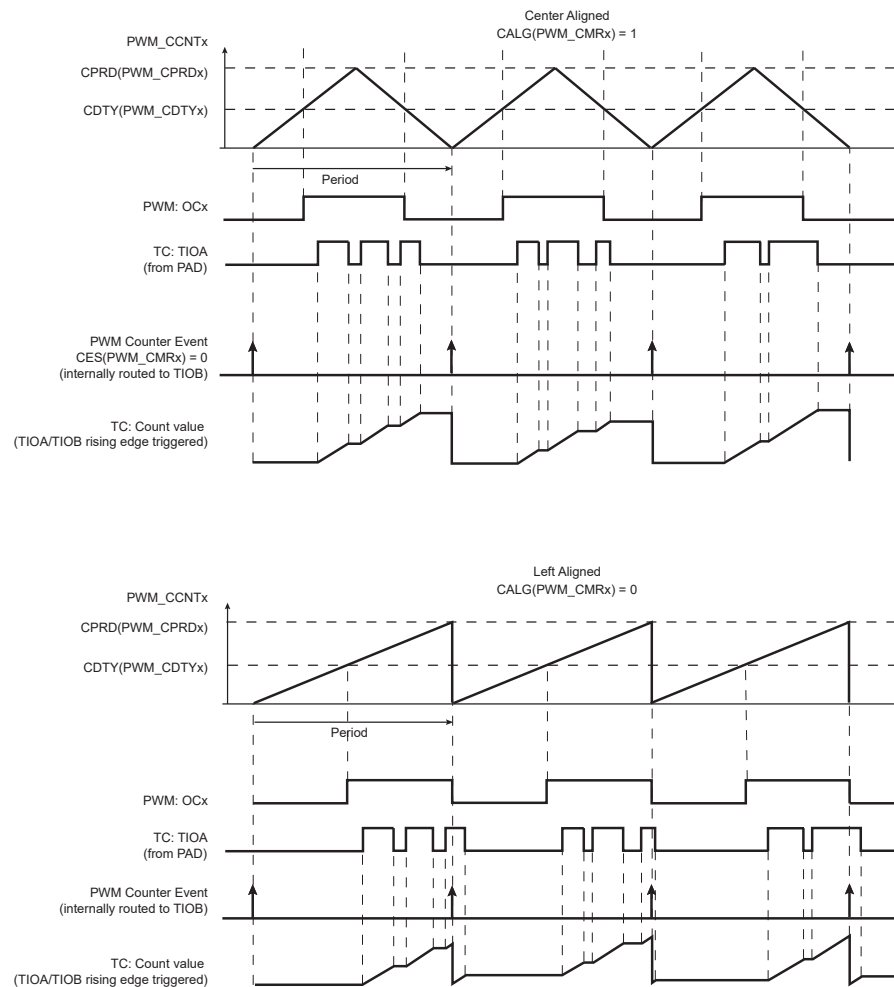 Center Aligned
CALG(PWM_CMRx) = 1
PWM_CCNTx
CPRD(PWM_CPRDx)
CDTY(PWM_CDTYx)
Period
PWM: OCx
TC: TIOA
(from PAD)
PWM Counter Event
CES(PWM_CMRx) = 0
(internally routed to TIOB)
TC: Count value
(TIOA/TIOB rising edge triggered)
Left Aligned
CALG(PWM_CMRx) = 0
PWM_CCNTx
CPRD(PWM_CPRDx)
CDTY(PWM_CDTYx)
Period
PWM: OCx
TC: TIOA
(from PAD)
PWM Counter Event
(internally routed to TIOB)
TC: Count value
(TIOA/TIOB rising edge triggered)